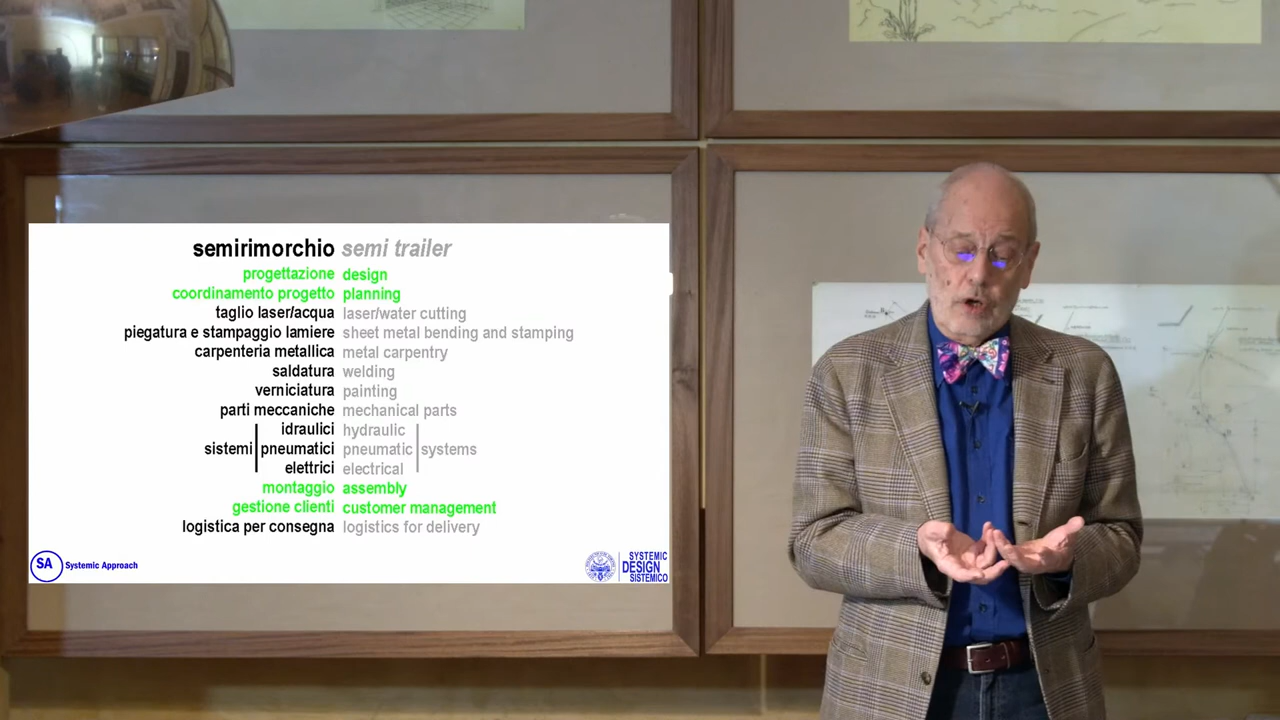 semirimorchio semi trailer
progettazione design
coordinamento progetto planning
taglio laser/acqua laser/water cutting
piegatura e stampaggio lamiere sheet metal bending and stamping
carpenteria metallica metal carpentry
saldatura welding
verniciatura painting
parti meccaniche mechanical parts
idraulici hydraulic
sistemi pneumatici pneumatic systems
elettrici electrical
montaggio assembly
gestione clienti customer management
logistica per consegna logistics for delivery
SA Systemic Approach
SYSTEMIC
DESIGN
SISTEMICO